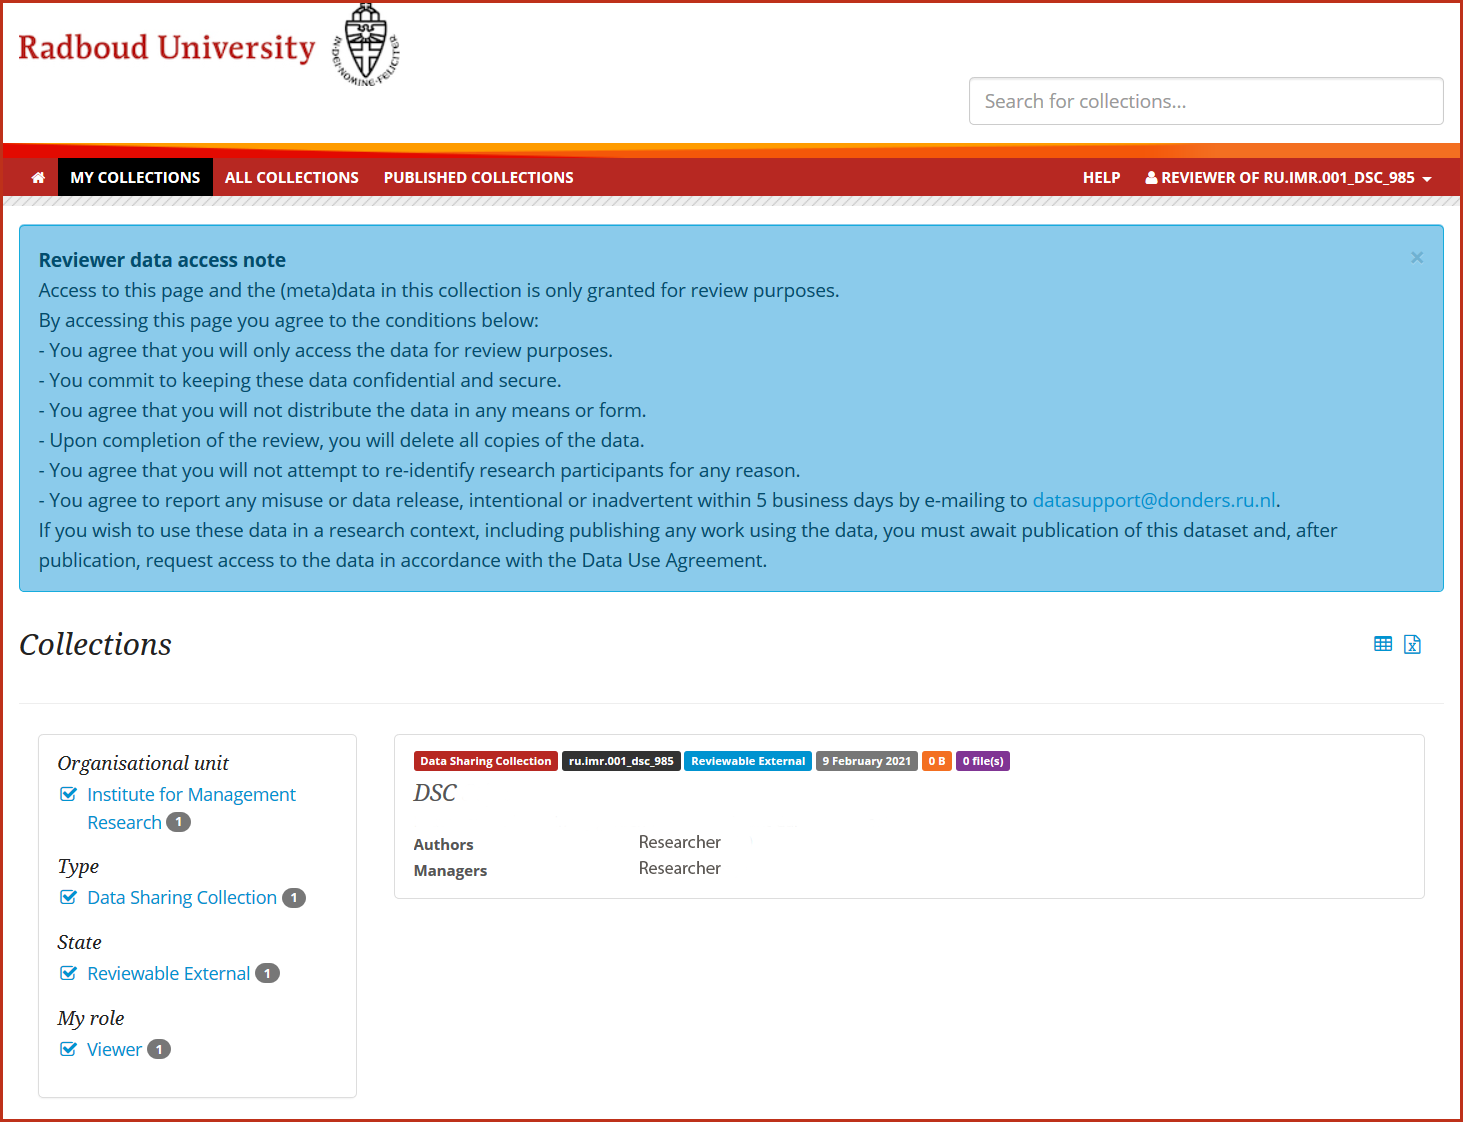 Radboud University
IN·DEI·NOMINE·FELICITER
Search for collections...
MY COLLECTIONS ALL COLLECTIONS PUBLISHED COLLECTIONS HELP REVIEWER OF RU.IMR.001_DSC_985
Reviewer data access note ×
Access to this page and the (meta)data in this collection is only granted for review purposes.
By accessing this page you agree to the conditions below:
- You agree that you will only access the data for review purposes.
- You commit to keeping these data confidential and secure.
- You agree that you will not distribute the data in any means or form.
- Upon completion of the review, you will delete all copies of the data.
- You agree that you will not attempt to re-identify research participants for any reason.
- You agree to report any misuse or data release, intentional or inadvertent within 5 business days by e-mailing to datasupport@donders.ru.nl.
If you wish to use these data in a research context, including publishing any work using the data, you must await publication of this dataset and, after
publication, request access to the data in accordance with the Data Use Agreement.
Collections
Organisational unit
Institute for Management
Research 1
Type
Data Sharing Collection 1
State
Reviewable External 1
My role
Viewer 1
Data Sharing Collection ru.imr.001_dsc_985 Reviewable External 9 February 2021 0 B 0 file(s)
DSC
Authors Researcher
Managers Researcher